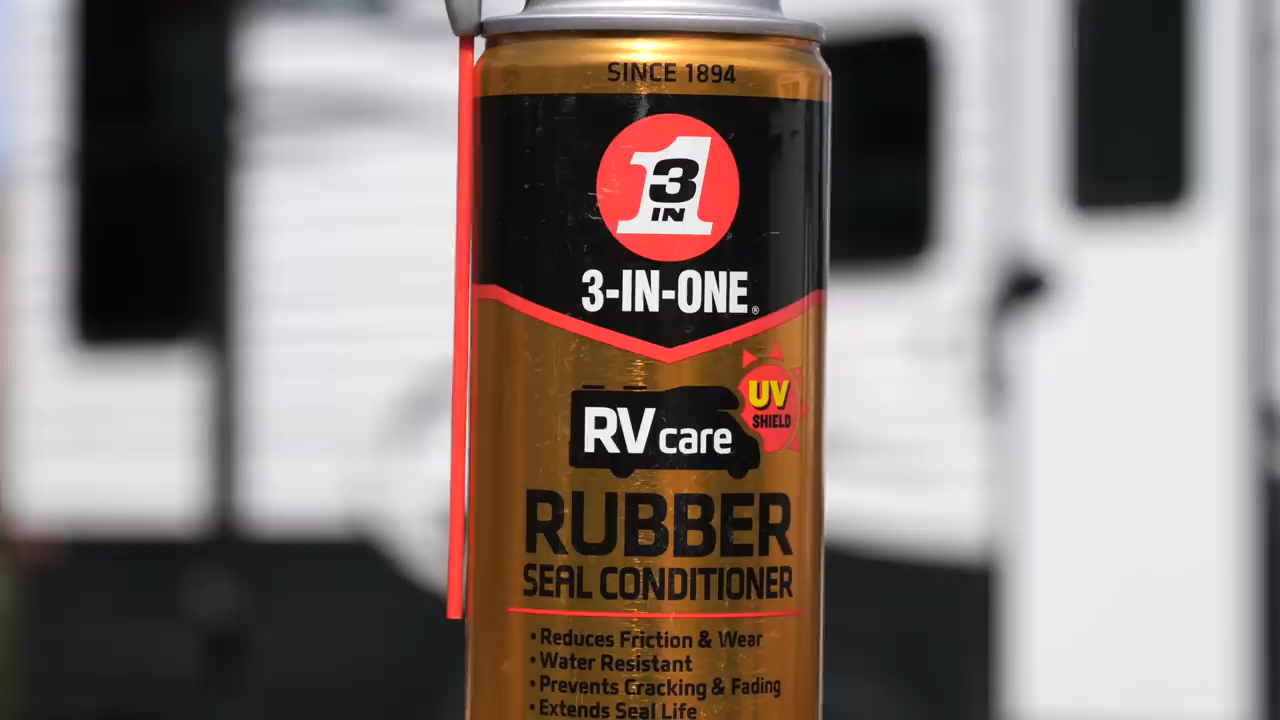 SINCE 1894
1
3
IN
3-IN-ONE®
UV
SHIELD
RV care
RUBBER
SEAL CONDITIONER
•Reduces Friction & Wear
•Water Resistant
•Prevents Cracking & Fading
•Extends Seal Life